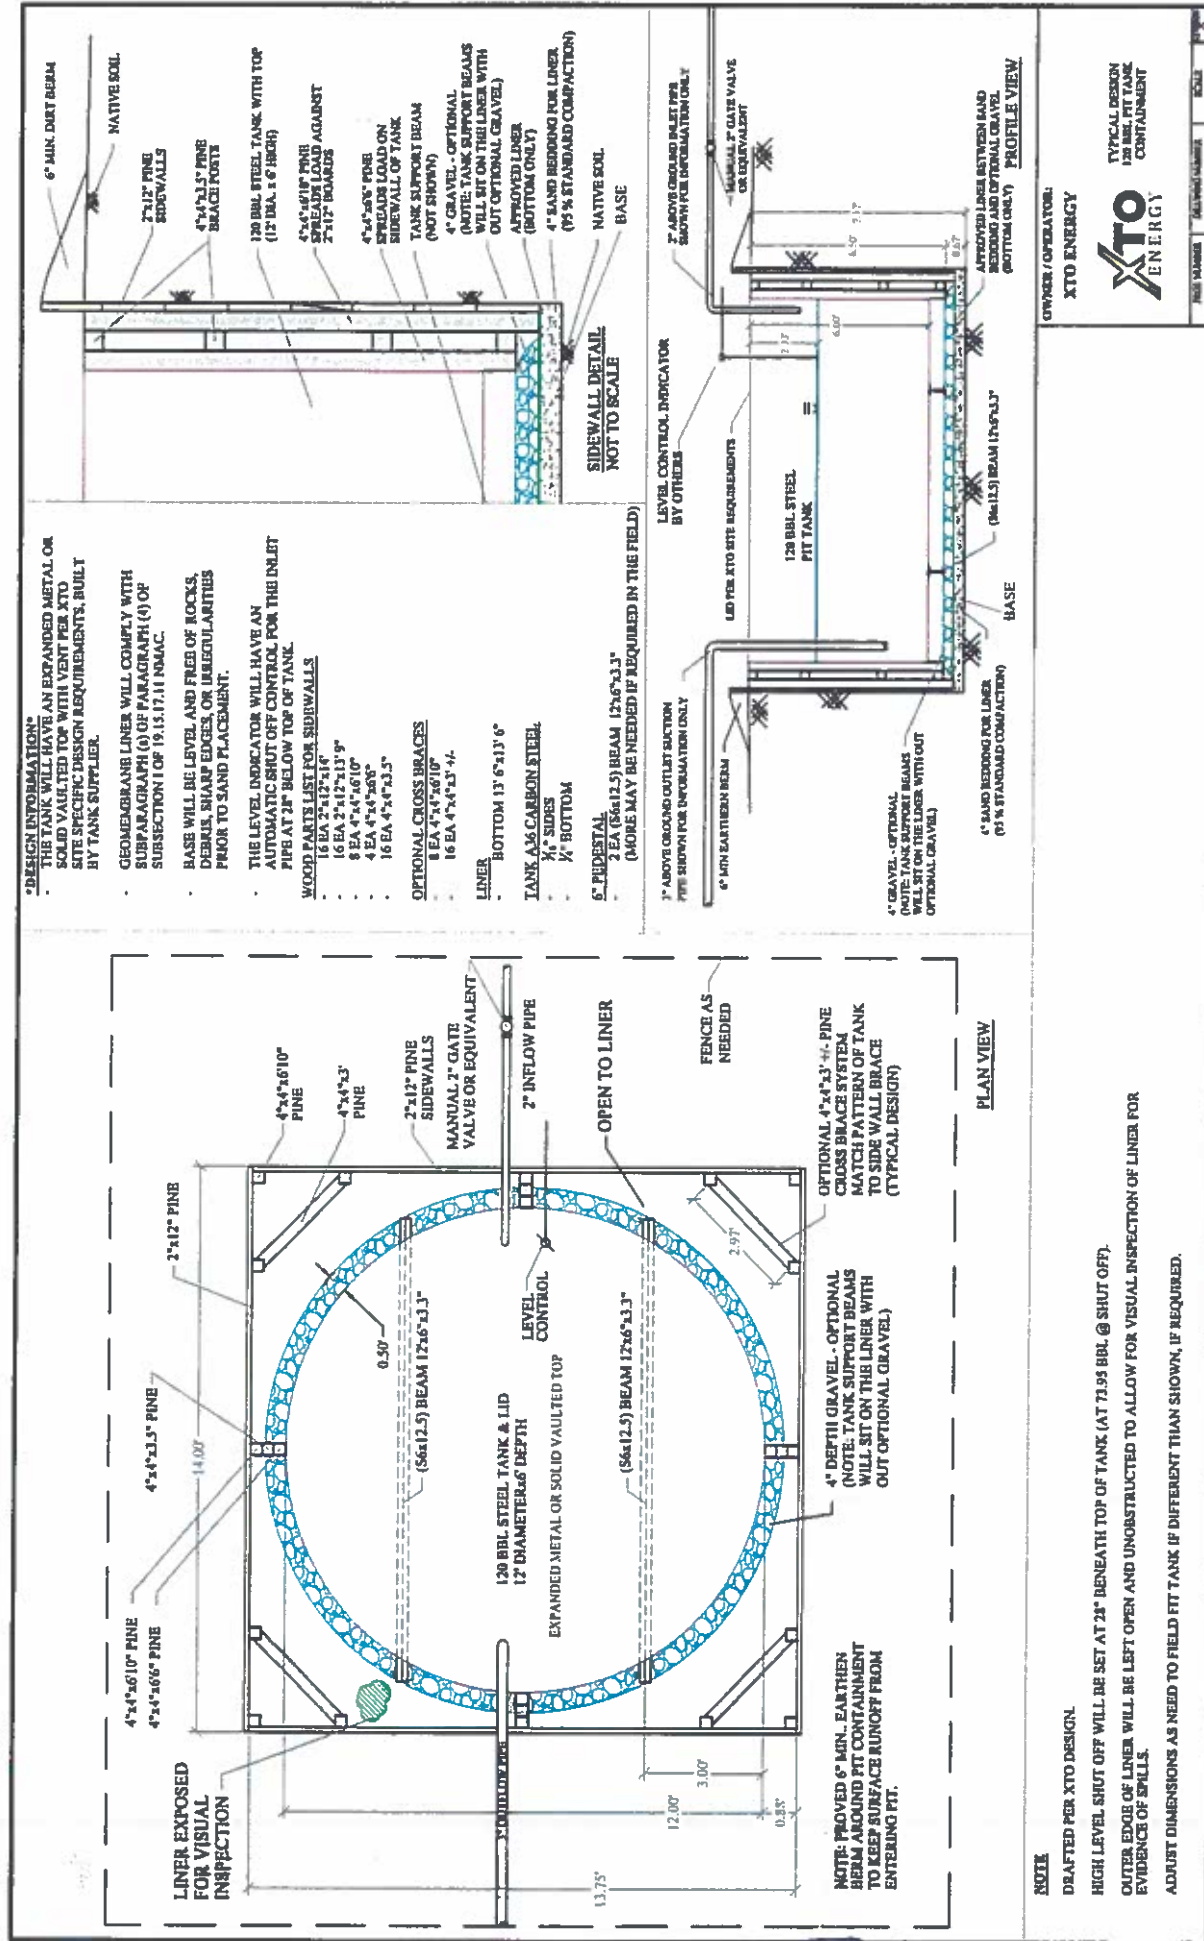 *DESIGN INFORMATION*
- THE TANK WILL HAVE AN EXPANDED METAL OR
SOLID VAULTED TOP WITH VENT PER XTO
SITE SPECIFIC DESIGN REQUIREMENTS, BUILT
BY TANK SUPPLIER.
- GEOMEMBRANE LINER WILL COMPLY WITH
SUBPARAGRAPH (a) OF PARAGRAPH (4) OF
SUBSECTION I OF 19.15.17.11 NMAC.
- BASE WILL BE LEVEL AND FREE OF ROCKS,
DEBRIS, SHARP EDGES, OR IRREGULARITIES
PRIOR TO SAND PLACEMENT.
- THE LEVEL INDICATOR WILL HAVE AN
AUTOMATIC SHUT OFF CONTROL FOR THE INLET
PIPE AT 28" BELOW TOP OF TANK.
WOOD PARTS LIST FOR SIDEWALLS
- 16 EA 2"x12"x14'
- 16 EA 2"x12"x13'9"
- 8 EA 4"x4"x6'10"
- 4 EA 4"x4"x6'6"
- 16 EA 4"x4"x3.5"
OPTIONAL CROSS BRACES
- 8 EA 4"x4"x6'10"
- 16 EA 4"x4"x3' +/-
LINER
- BOTTOM 13' 6"x13' 6"
TANK A36 CARBON STEEL
" SIDES
" BOTTOM
6" PEDESTAL
- 2 EA (S6x12.5) BEAM 12'x6"x3.3"
(MORE MAY BE NEEDED IF REQUIRED IN THE FIELD)
6" MIN. DIRT BERM
NATIVE SOIL
2"x12" PINE
SIDEWALLS
4"x4"x3.5" PINE
BRACE POSTS
120 BBL STEEL TANK WITH TOP
(12' DIA. x 6' HIGH)
4"x4"x6'10" PINE
SPREADS LOAD AGAINST
2"x12" BOARDS
4"x4"x6'6" PINE
SPREADS LOAD ON
SIDEWALL OF TANK
TANK SUPPORT BEAM
(NOT SHOWN)
4" GRAVEL - OPTIONAL
(NOTE: TANK SUPPORT BEAMS
WILL SIT ON THE LINER WITH
OUT OPTIONAL GRAVEL)
APPROVED LINER
(BOTTOM ONLY)
4" SAND BEDDING FOR LINER
(95 % STANDARD COMPACTION)
NATIVE SOIL
BASE
SIDEWALL DETAIL
NOT TO SCALE
4"x4"x6'10" PINE
4"x4"x6'6" PINE
4"x4"x3.5" PINE
2"x12" PINE
4"x4"x6'10"
PINE
4"x4"x3'
PINE
2"x12" PINE
SIDEWALLS
MANUAL 2" GATE
VALVE OR EQUIVALENT
2" INFLOW PIPE
OPEN TO LINER
FENCE AS
NEEDED
LINER EXPOSED
FOR VISUAL
INSPECTION
14.00'
0.50'
(S6x12.5) BEAM 12'x6"x3.3"
LEVEL
CONTROL
120 BBL STEEL TANK & LID
12' DIAMETERx6' DEPTH
EXPANDED METAL OR SOLID VAULTED TOP
(S6x12.5) BEAM 12'x6"x3.3"
3" OUTFLOW PIPE
13.75'
12.00'
3.00'
0.88'
2.97'
4" DEPTH GRAVEL - OPTIONAL
(NOTE: TANK SUPPORT BEAMS
WILL SIT ON THE LINER WITH
OUT OPTIONAL GRAVEL)
OPTIONAL 4"x4"x3' +/- PINE
CROSS BRACE SYSTEM
MATCH PATTERN OF TANK
TO SIDE WALL BRACE
(TYPICAL DESIGN)
NOTE: PROVED 6" MIN.. EARTHEN
BERM AROUND PIT CONTAINMENT
TO KEEP SURFACE RUNOFF FROM
ENTERING PIT.
PLAN VIEW
3" ABOVE GROUND OUTLET SUCTION
PIPE SHOWN FOR INFORMATION ONLY
6" MIN EARTHERN BERM
LEVEL CONTROL INDICATOR
BY OTHERS
LID PER XTO SITE REQUIREMENTS
2" ABOVE GROUND INLET PIPE
SHOWN FOR INFORMATION ONLY
MANUAL 2" GATE VALVE
OR EQUIVALENT
120 BBL STEEL
PIT TANK
2.33'
6.00'
6.50'
0.67'
7.17'
4" GRAVEL - OPTIONAL
(NOTE: TANK SUPPORT BEAMS
WILL SIT ON THE LINER WITH OUT
OPTIONAL GRAVEL)
4" SAND BEDDING FOR LINER
(95 % STANDARD COMPACTION)
BASE
(S6x12.5) BEAM 12'x6"x3.3"
APPROVED LINER BETWEEN SAND
BEDDING AND OPTIONAL GRAVEL
(BOTTOM ONLY)
PROFILE VIEW
NOTE
DRAFTED PER XTO DESIGN.
HIGH LEVEL SHUT OFF WILL BE SET AT 28" BENEATH TOP OF TANK (AT 73.95 BBL @ SHUT OFF).
OUTER EDGE OF LINER WILL BE LEFT OPEN AND UNOBSTRUCTED TO ALLOW FOR VISUAL INSPECTION OF LINER FOR
EVIDENCE OF SPILLS.
ADJUST DIMENSIONS AS NEED TO FIELD FIT TANK IF DIFFERENT THAN SHOWN, IF REQUIRED.
OWNER / OPERATOR:
XTO ENERGY
XTO
ENERGY
TYPICAL DESIGN
120 BBL PIT TANK
CONTAINMENT
JOB NUMBER
SCALE